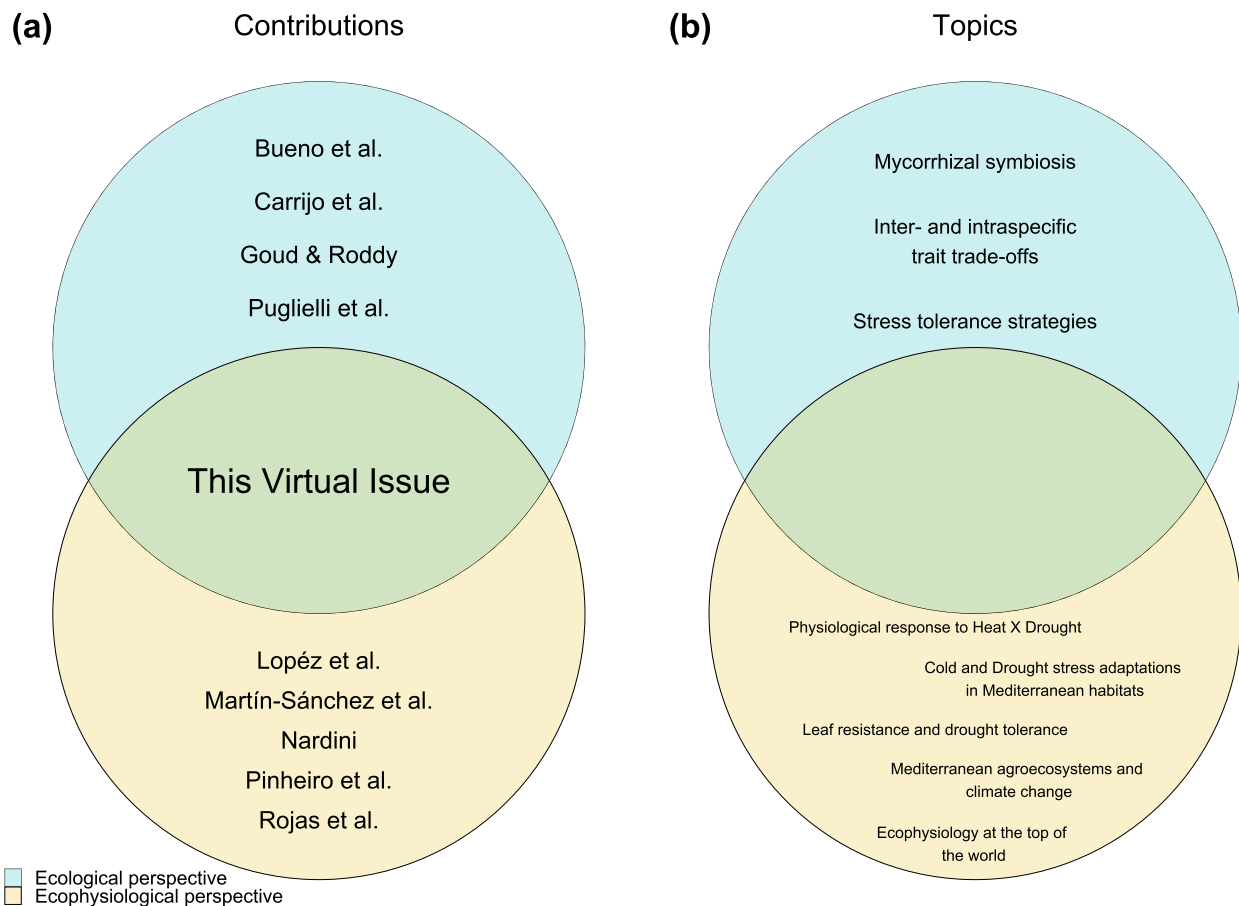 (a)
Contributions
Bueno et al.
Carrijo et al.
Goud & Roddy
Puglielli et al.
This Virtual Issue
Lopéz et al.
Martín-Sánchez et al.
Nardini
Pinheiro et al.
Rojas et al.
Ecological perspective
Ecophysiological perspective
(b)
Topics
Mycorrhizal symbiosis
Inter- and intraspecific
trait trade-offs
Stress tolerance strategies
Physiological response to Heat X Drought
Cold and Drought stress adaptations
in Mediterranean habitats
Leaf resistance and drought tolerance
Mediterranean agroecosystems and
climate change
Ecophysiology at the top of
the world